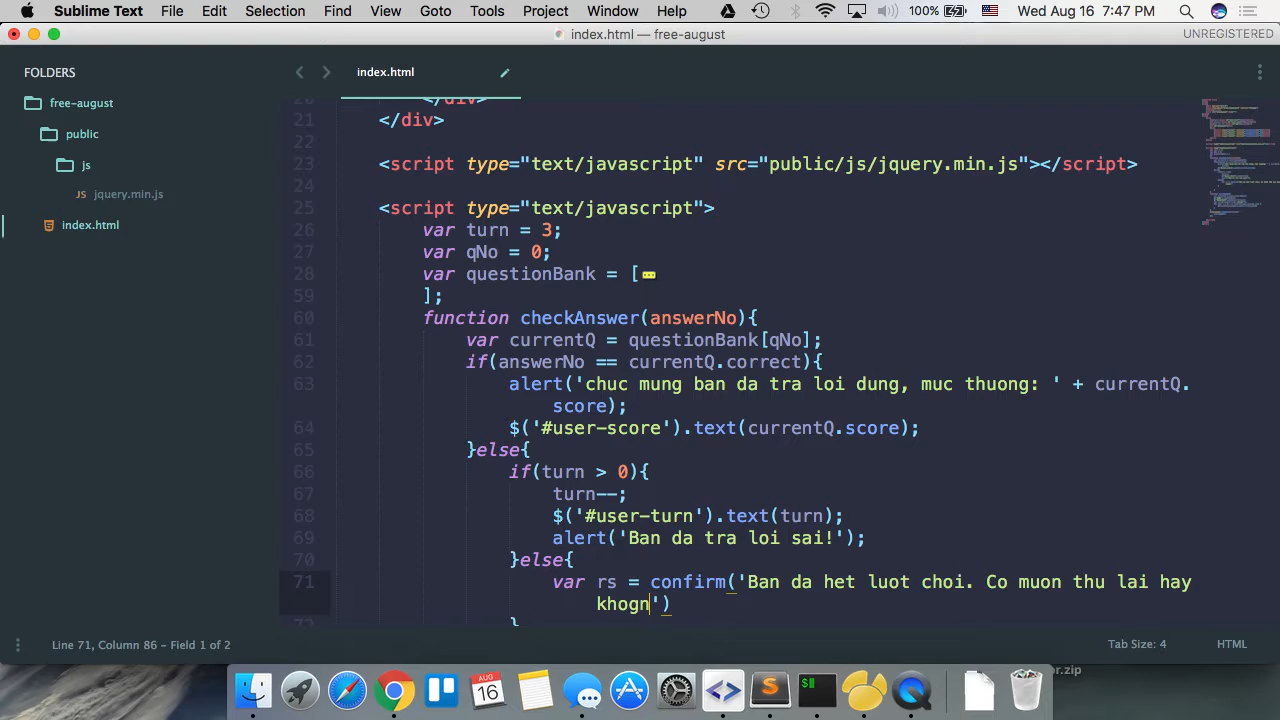 Sublime Text File Edit Selection Find View Goto Tools Project Window Help 100% Wed Aug 16 7:47 PM
index.html — free-august UNREGISTERED
FOLDERS
free-august
public
js
JS jquery.min.js
index.html
index.html
20 </div>
21 </div>
22
23 <script type="text/javascript" src="public/js/jquery.min.js"></script>
24
25 <script type="text/javascript">
26 var turn = 3;
27 var qNo = 0;
28 var questionBank = [
59 ];
60 function checkAnswer(answerNo){
61 var currentQ = questionBank[qNo];
62 if(answerNo == currentQ.correct){
63 alert('chuc mung ban da tra loi dung, muc thuong: ' + currentQ.
score);
64 $('#user-score').text(currentQ.score);
65 }else{
66 if(turn > 0){
67 turn--;
68 $('#user-turn').text(turn);
69 alert('Ban da tra loi sai!');
70 }else{
71 var rs = confirm('Ban da het luot choi. Co muon thu lai hay
khogn')
72 }
Line 71, Column 86 - Field 1 of 2 Tab Size: 4 HTML
or.zip
AUG
16